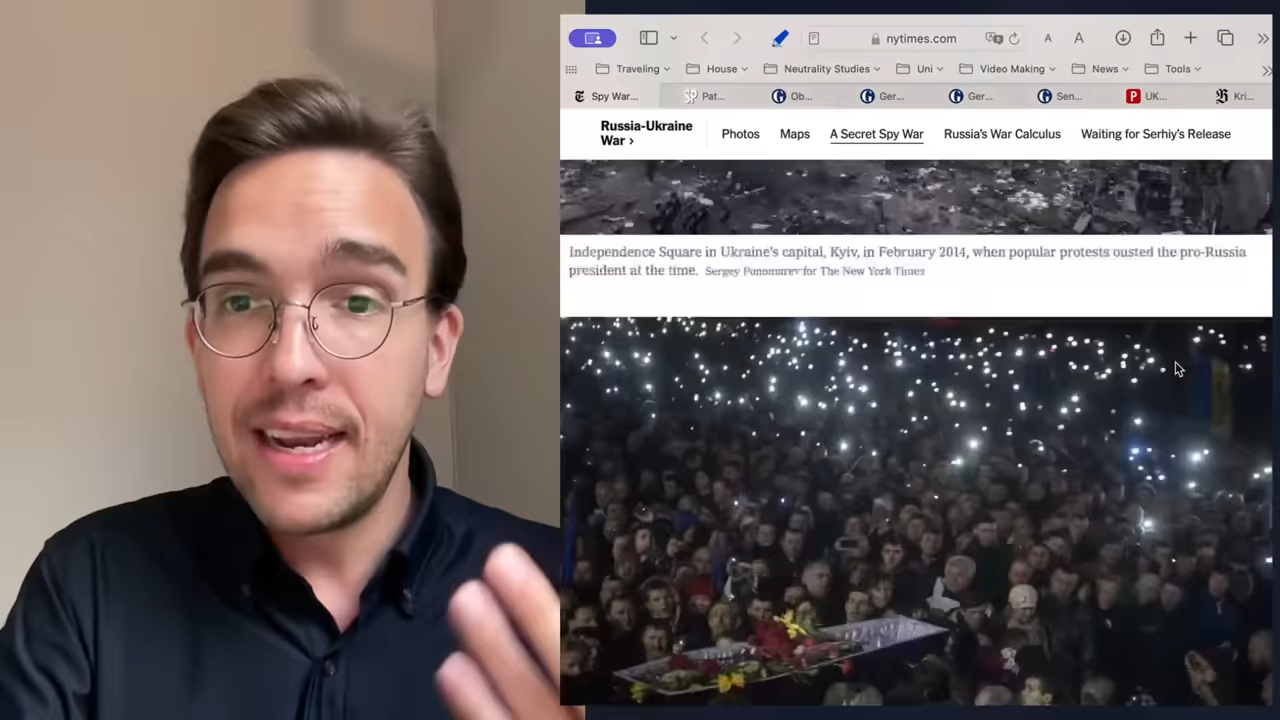 nytimes.com
A
A
Traveling
House
Neutrality Studies
Uni
Video Making
News
Tools
Spy War...
SP
Pat...
Ob...
Ger...
Ger...
Sen...
P
UK...
Kri...
Russia-Ukraine
War ›
Photos
Maps
A Secret Spy War
Russia's War Calculus
Waiting for Serhiy's Release
Independence Square in Ukraine's capital, Kyiv, in February 2014, when popular protests ousted the pro-Russia
president at the time. Sergey Ponomarev for The New York Times